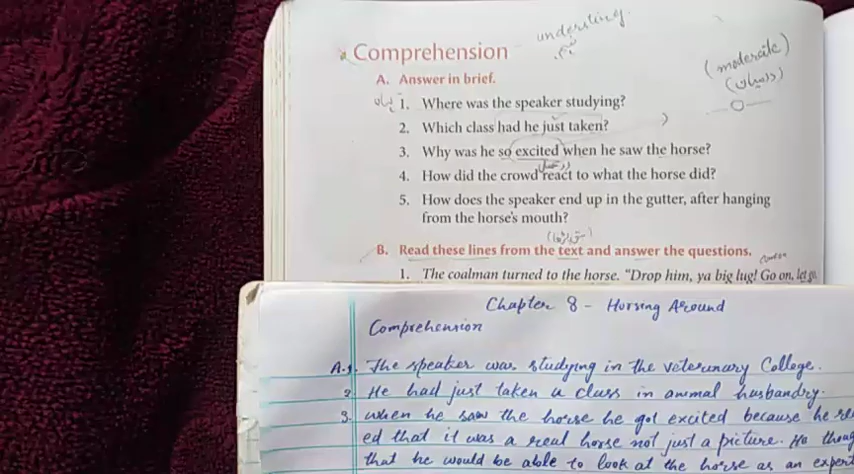 understing
Comprehension
(moderate)
A. Answer in brief.
1. Where was the speaker studying?
2. Which class had he just taken?
3. Why was he so excited when he saw the horse?
4. How did the crowd react to what the horse did?
5. How does the speaker end up in the gutter, after hanging
from the horse's mouth?
B. Read these lines from the text and answer the questions.
1. The coalman turned to the horse. "Drop him, ya big lug! Go on, let go
Chapter 8 - Horsing Around
Comprehension
A.1. The speaker was studying in the veterinary College.
2 He had just taken a class in animal husbandry.
3. when he saw the horse he got excited because he
ed that it was a real horse not just a picture. He
that he would be able to look at the horse as an